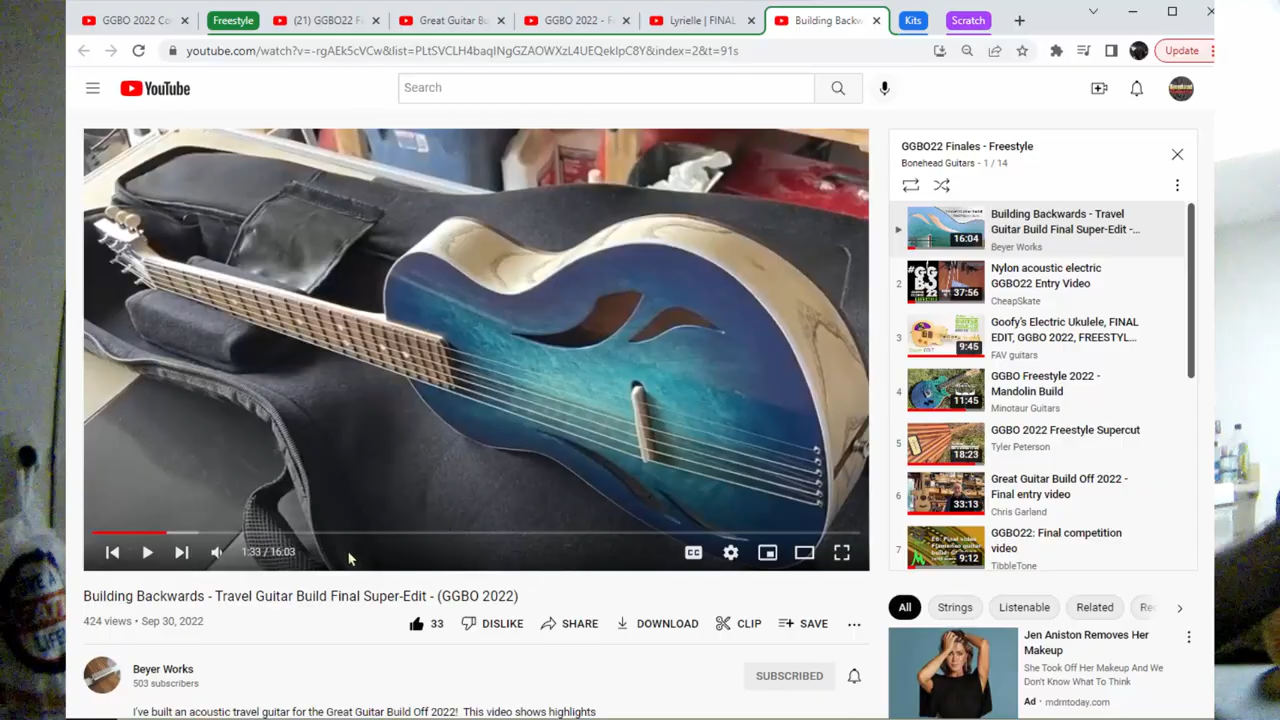 GGBO 2022 Co
Freestyle
(21) GGBO22 F
Great Guitar Bu
GGBO 2022 - F
Lyrielle | FINAL
Building Backw
Kits
Scratch
youtube.com/watch?v=-rgAEk5cVCw&list=PLtSVCLH4baqINgGZAOWXzL4UEQekIpC8Y&index=2&t=91s
Update
YouTube
Search
GGBO22 Finales - Freestyle
Bonehead Guitars - 1 / 14
Building Backwards - Travel
Guitar Build Final Super-Edit -...
16:04
Beyer Works
2
Nylon acoustic electric
GGBO22 Entry Video
37:56
CheapSkate
3
Goofy's Electric Ukulele, FINAL
EDIT, GGBO 2022, FREESTYL...
9:45
FAV guitars
4
GGBO Freestyle 2022 -
Mandolin Build
11:45
Minotaur Guitars
5
GGBO 2022 Freestyle Supercut
18:23
Tyler Peterson
6
Great Guitar Build Off 2022 -
Final entry video
33:13
Chris Garland
7
GGBO22: Final competition
video
9:12
TibbleTone
1:33 / 16:03
CC
Building Backwards - Travel Guitar Build Final Super-Edit - (GGBO 2022)
424 views • Sep 30, 2022
33
DISLIKE
SHARE
DOWNLOAD
CLIP
SAVE
Beyer Works
503 subscribers
SUBSCRIBED
I've built an acoustic travel guitar for the Great Guitar Build Off 2022! This video shows highlights
All
Strings
Listenable
Related
Rec
Jen Aniston Removes Her
Makeup
She Took Off Her Makeup And We
Don't Know What To Think
Ad • mdrntoday.com